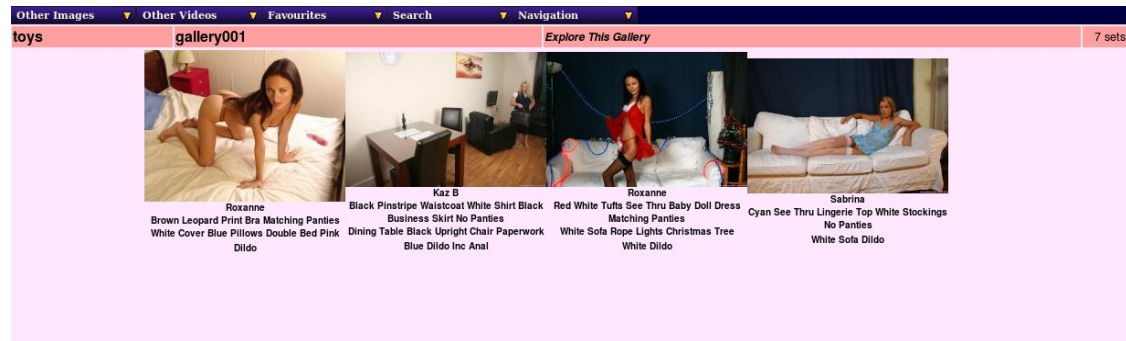 Other Images
Other Videos
Favourites
Search
Navigation
toys
gallery001
Explore This Gallery
7 sets
Roxanne
Brown Leopard Print Bra Matching Panties
White Cover Blue Pillows Double Bed Pink
Dildo
Kaz B
Black Pinstripe Waistcoat White Shirt Black
Business Skirt No Panties
Dining Table Black Upright Chair Paperwork
Blue Dildo Inc Anal
Roxanne
Red White Tufts See Thru Baby Doll Dress
Matching Panties
White Sofa Rope Lights Christmas Tree
White Dildo
Sabrina
Cyan See Thru Lingerie Top White Stockings
No Panties
White Sofa Dildo